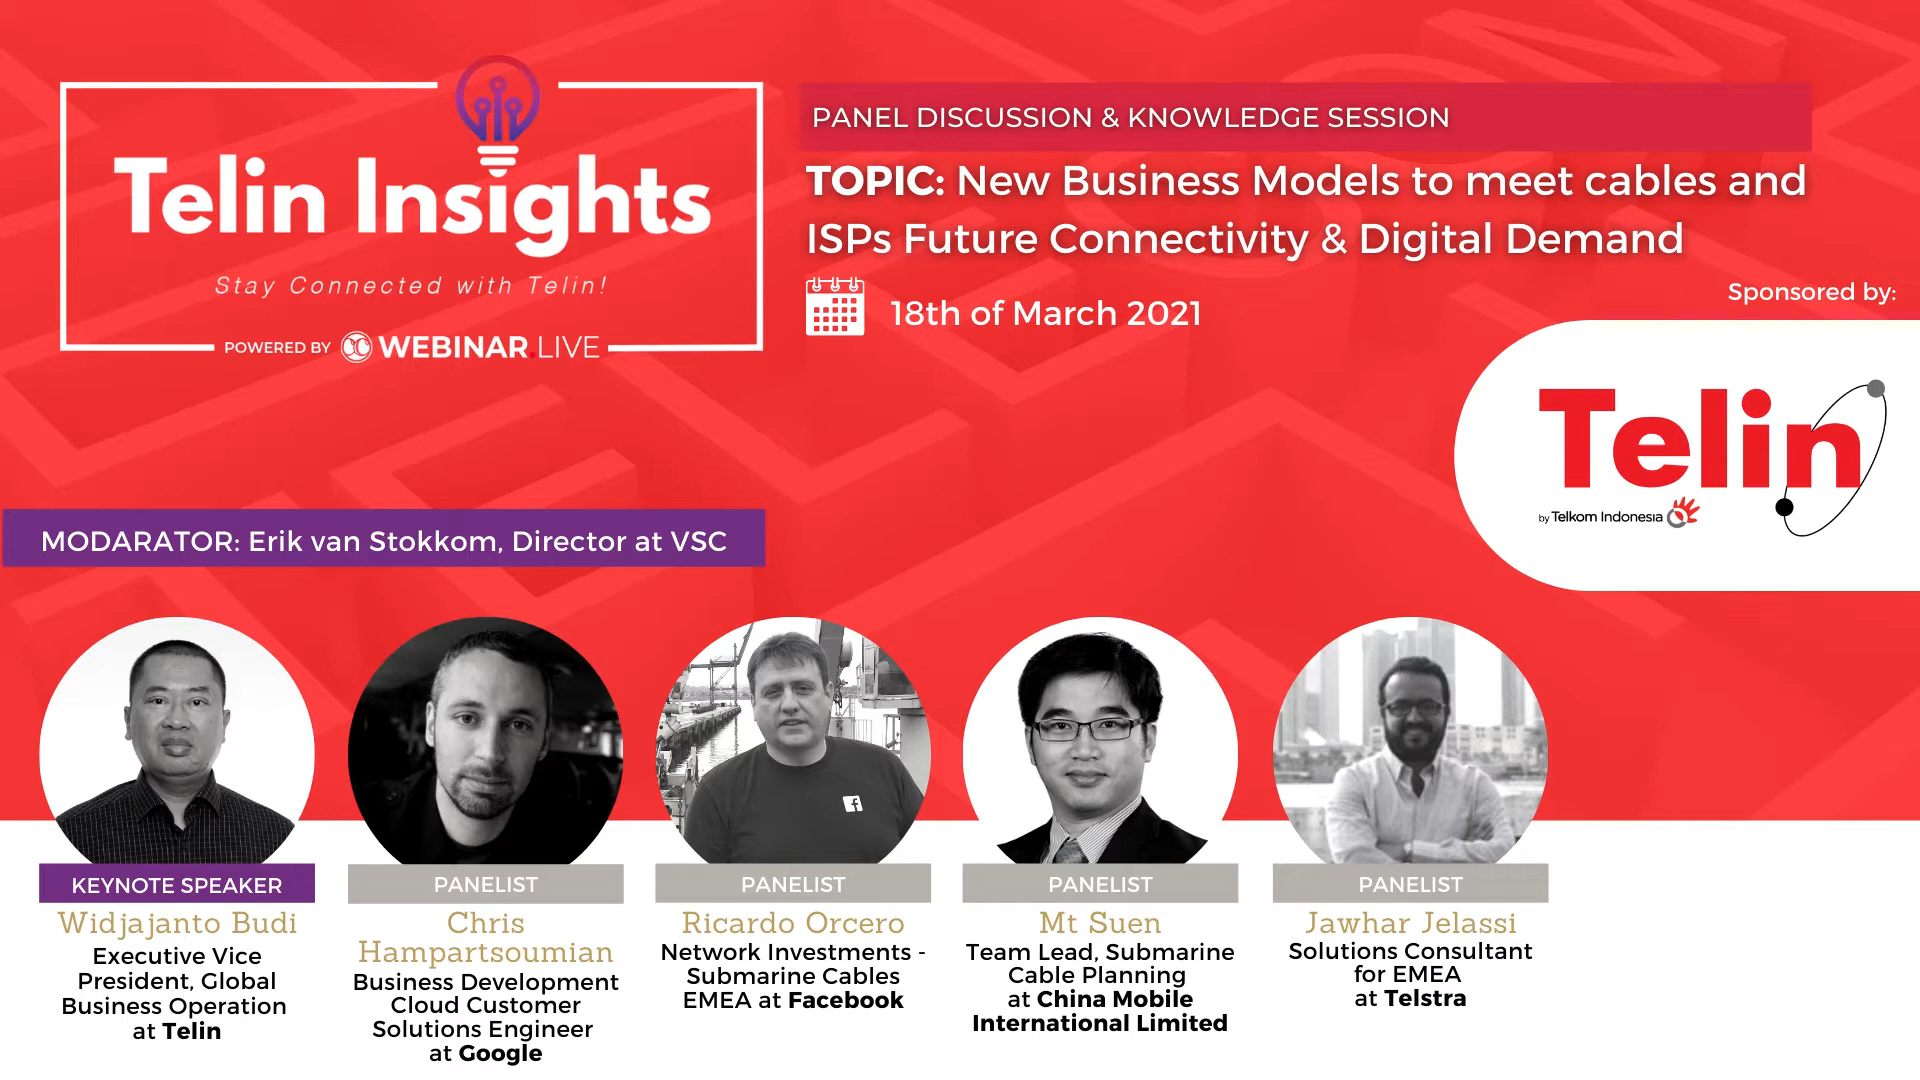 Telin Insights
Stay Connected with Telin!
POWERED BY WEBINAR.LIVE
PANEL DISCUSSION & KNOWLEDGE SESSION
TOPIC: New Business Models to meet cables and
ISPs Future Connectivity & Digital Demand
18th of March 2021
Sponsored by:
Telin
by Telkom Indonesia
MODARATOR: Erik van Stokkom, Director at VSC
f
KEYNOTE SPEAKER
Widjajanto Budi
Executive Vice
President, Global
Business Operation
at Telin
PANELIST
Chris
Hampartsoumian
Business Development
Cloud Customer
Solutions Engineer
at Google
PANELIST
Ricardo Orcero
Network Investments -
Submarine Cables
EMEA at Facebook
PANELIST
Mt Suen
Team Lead, Submarine
Cable Planning
at China Mobile
International Limited
PANELIST
Jawhar Jelassi
Solutions Consultant
for EMEA
at Telstra